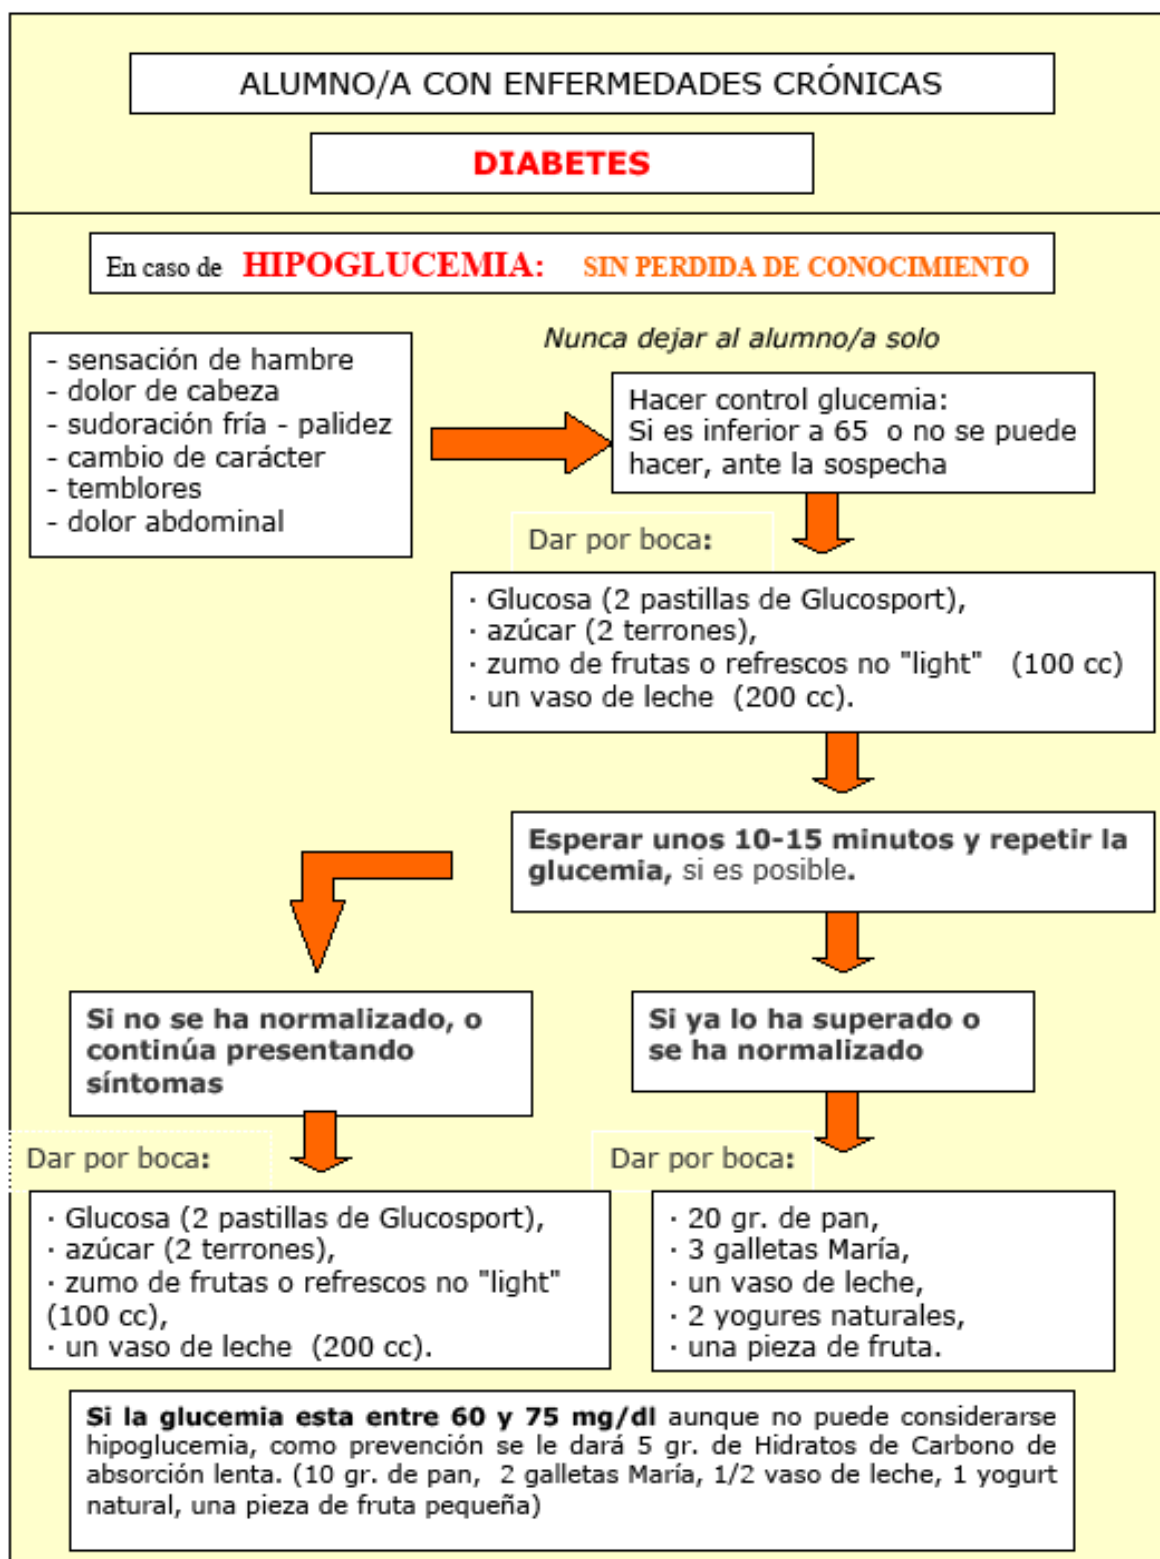 ALUMNO/A CON ENFERMEDADES CRÓNICAS
DIABETES
En caso de HIPOGLUCEMIA: SIN PERDIDA DE CONOCIMIENTO
- sensación de hambre
- dolor de cabeza
- sudoración fría - palidez
- cambio de carácter
- temblores
- dolor abdominal
Nunca dejar al alumno/a solo
Hacer control glucemia:
Si es inferior a 65 o no se puede
hacer, ante la sospecha
Dar por boca:
· Glucosa (2 pastillas de Glucosport),
· azúcar (2 terrones),
· zumo de frutas o refrescos no "light" (100 cc)
· un vaso de leche (200 cc).
Esperar unos 10-15 minutos y repetir la
glucemia, si es posible.
Si no se ha normalizado, o
continúa presentando
síntomas
Dar por boca:
· Glucosa (2 pastillas de Glucosport),
· azúcar (2 terrones),
· zumo de frutas o refrescos no "light"
(100 cc),
· un vaso de leche (200 cc).
Si ya lo ha superado o
se ha normalizado
Dar por boca:
· 20 gr. de pan,
· 3 galletas María,
· un vaso de leche,
· 2 yogures naturales,
· una pieza de fruta.
Si la glucemia esta entre 60 y 75 mg/dl aunque no puede considerarse
hipoglucemia, como prevención se le dará 5 gr. de Hidratos de Carbono de
absorción lenta. (10 gr. de pan, 2 galletas María, 1/2 vaso de leche, 1 yogurt
natural, una pieza de fruta pequeña)